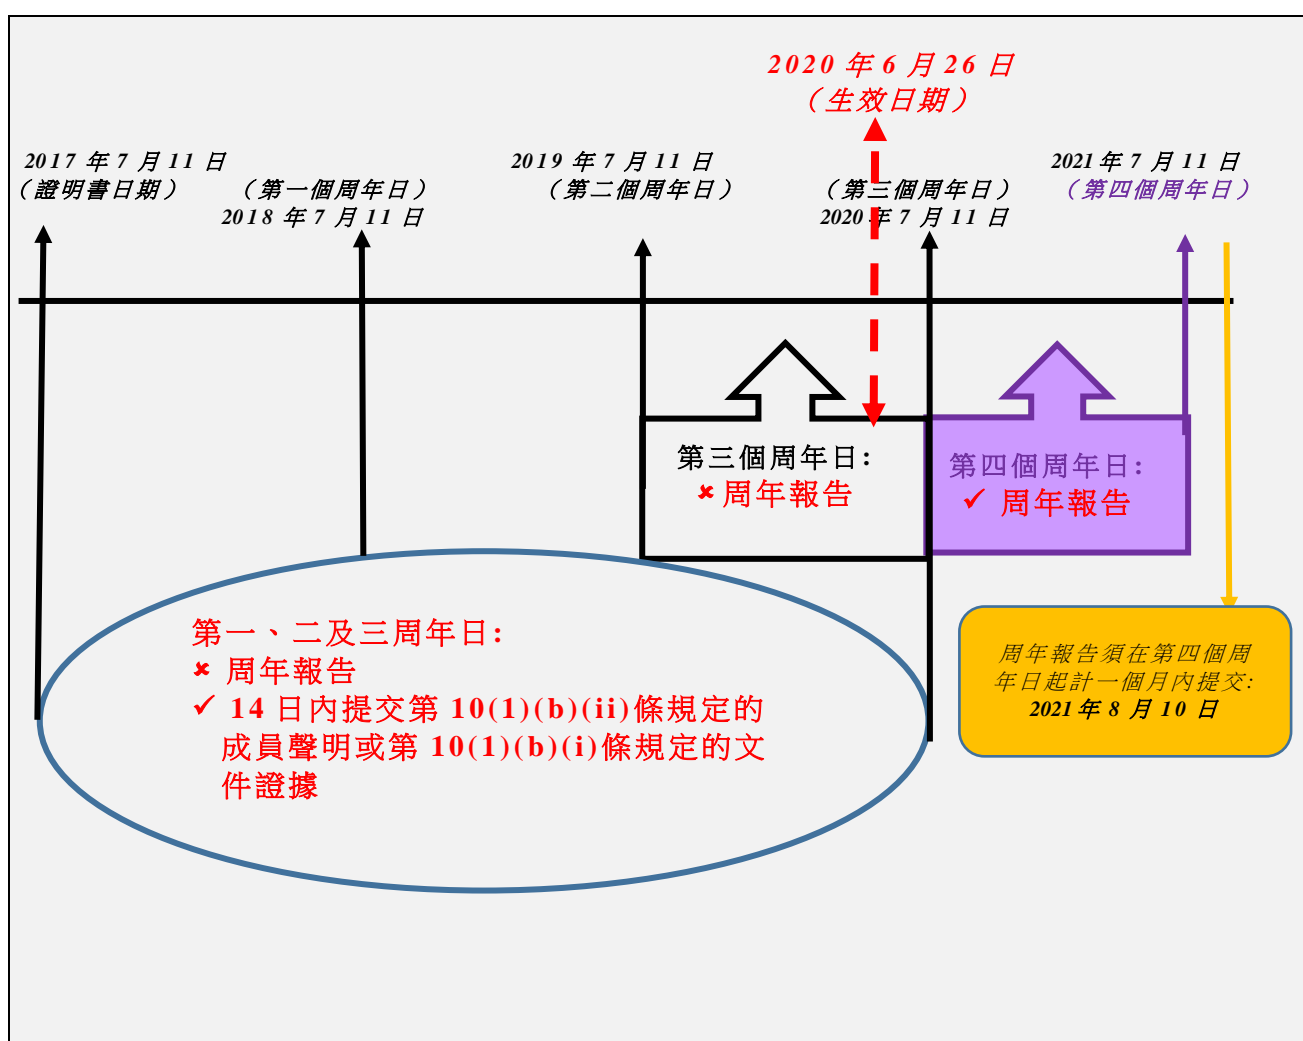 2020 年 6 月 26 日
（生效日期）
2017 年 7 月 11 日
（證明書日期）
（第一個周年日）
2018 年 7 月 11 日
2019 年 7 月 11 日
（第二個周年日）
（第三個周年日）
2020 年 7 月 11 日
2021 年 7 月 11 日
（第四個周年日）
第三個周年日:
✘ 周年報告
第四個周年日:
✓ 周年報告
第一、二及三周年日:
✘ 周年報告
✓ 14 日內提交第 10(1)(b)(ii)條規定的
成員聲明或第 10(1)(b)(i)條規定的文
件證據
周年報告須在第四個周
年日起計一個月內提交:
2021 年 8 月 10 日